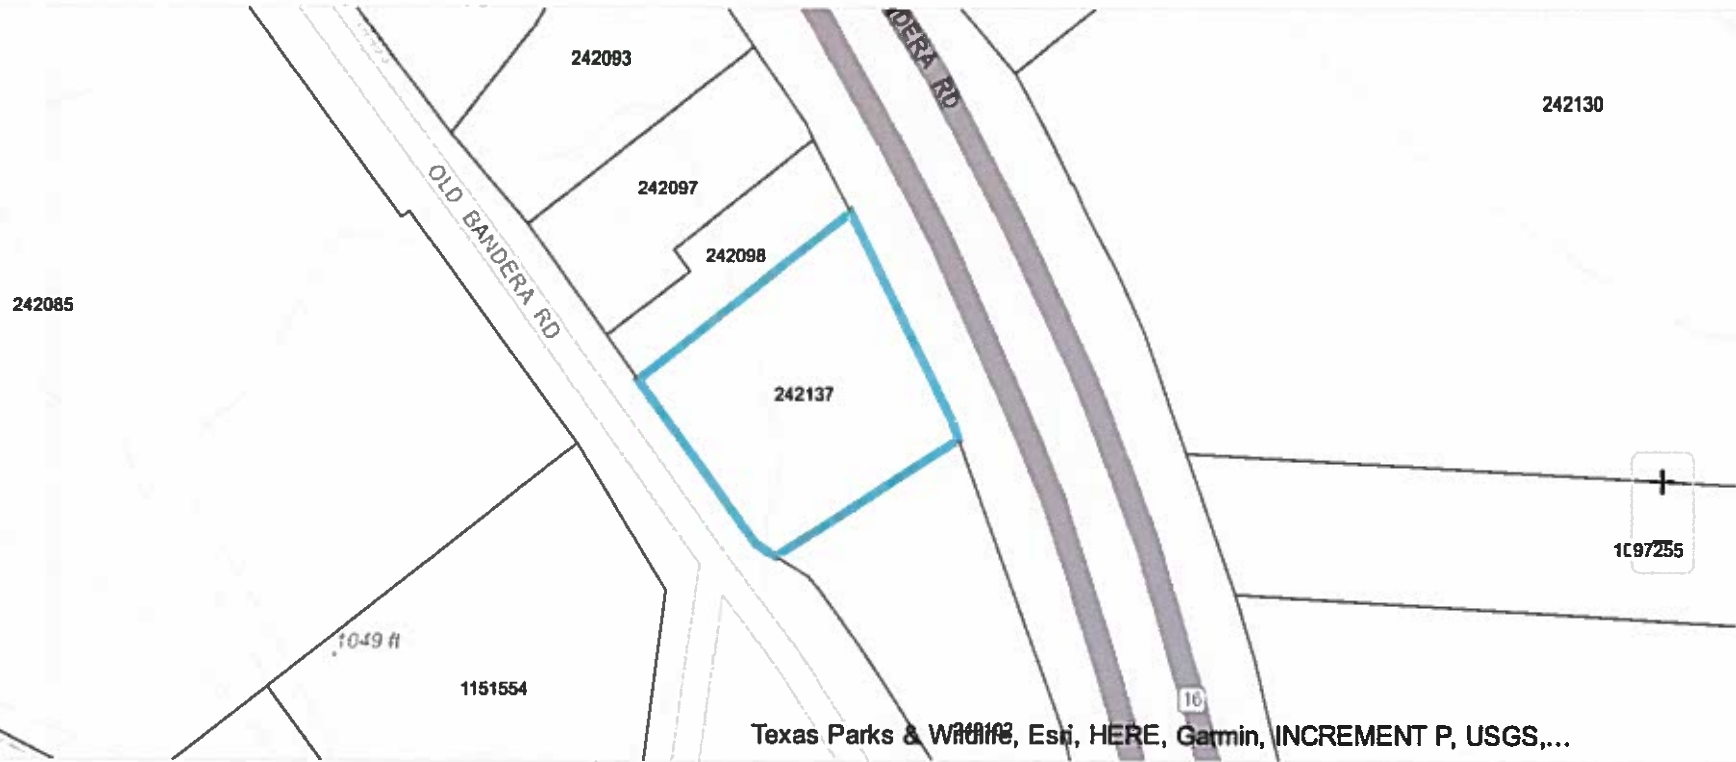 DERA RD
242093
242130
242097
OLD BANDERA RD
242098
242085
242137
1097255
1049 ft
1151554
16
Texas Parks & Wildlife, Esri, HERE, Garmin, INCREMENT P, USGS,...